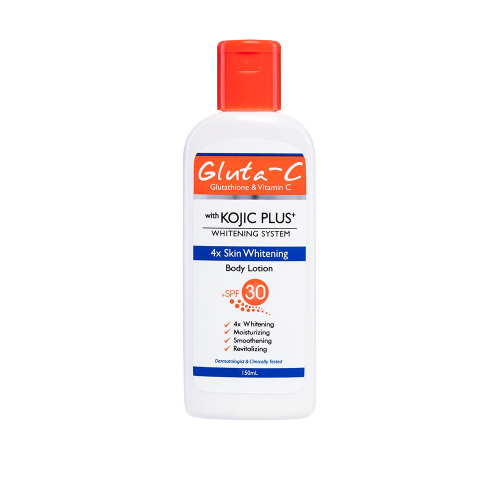 Gluta-C
Glutathione & Vitamin C
with KOJIC PLUS+
WHITENING SYSTEM
4x Skin Whitening
Body Lotion
+SPF 30
4x Whitening
Moisturizing
Smoothening
Revitalizing
Dermatologist & Clinically Tested
150mL